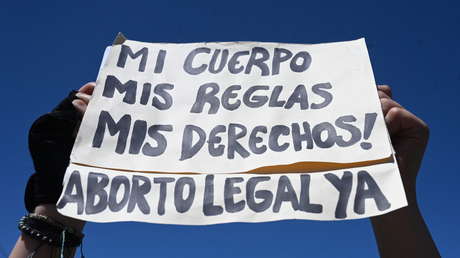 MI CUERPO
MIS REGLAS
MIS DERECHOS!
ABORTO LEGAL YA